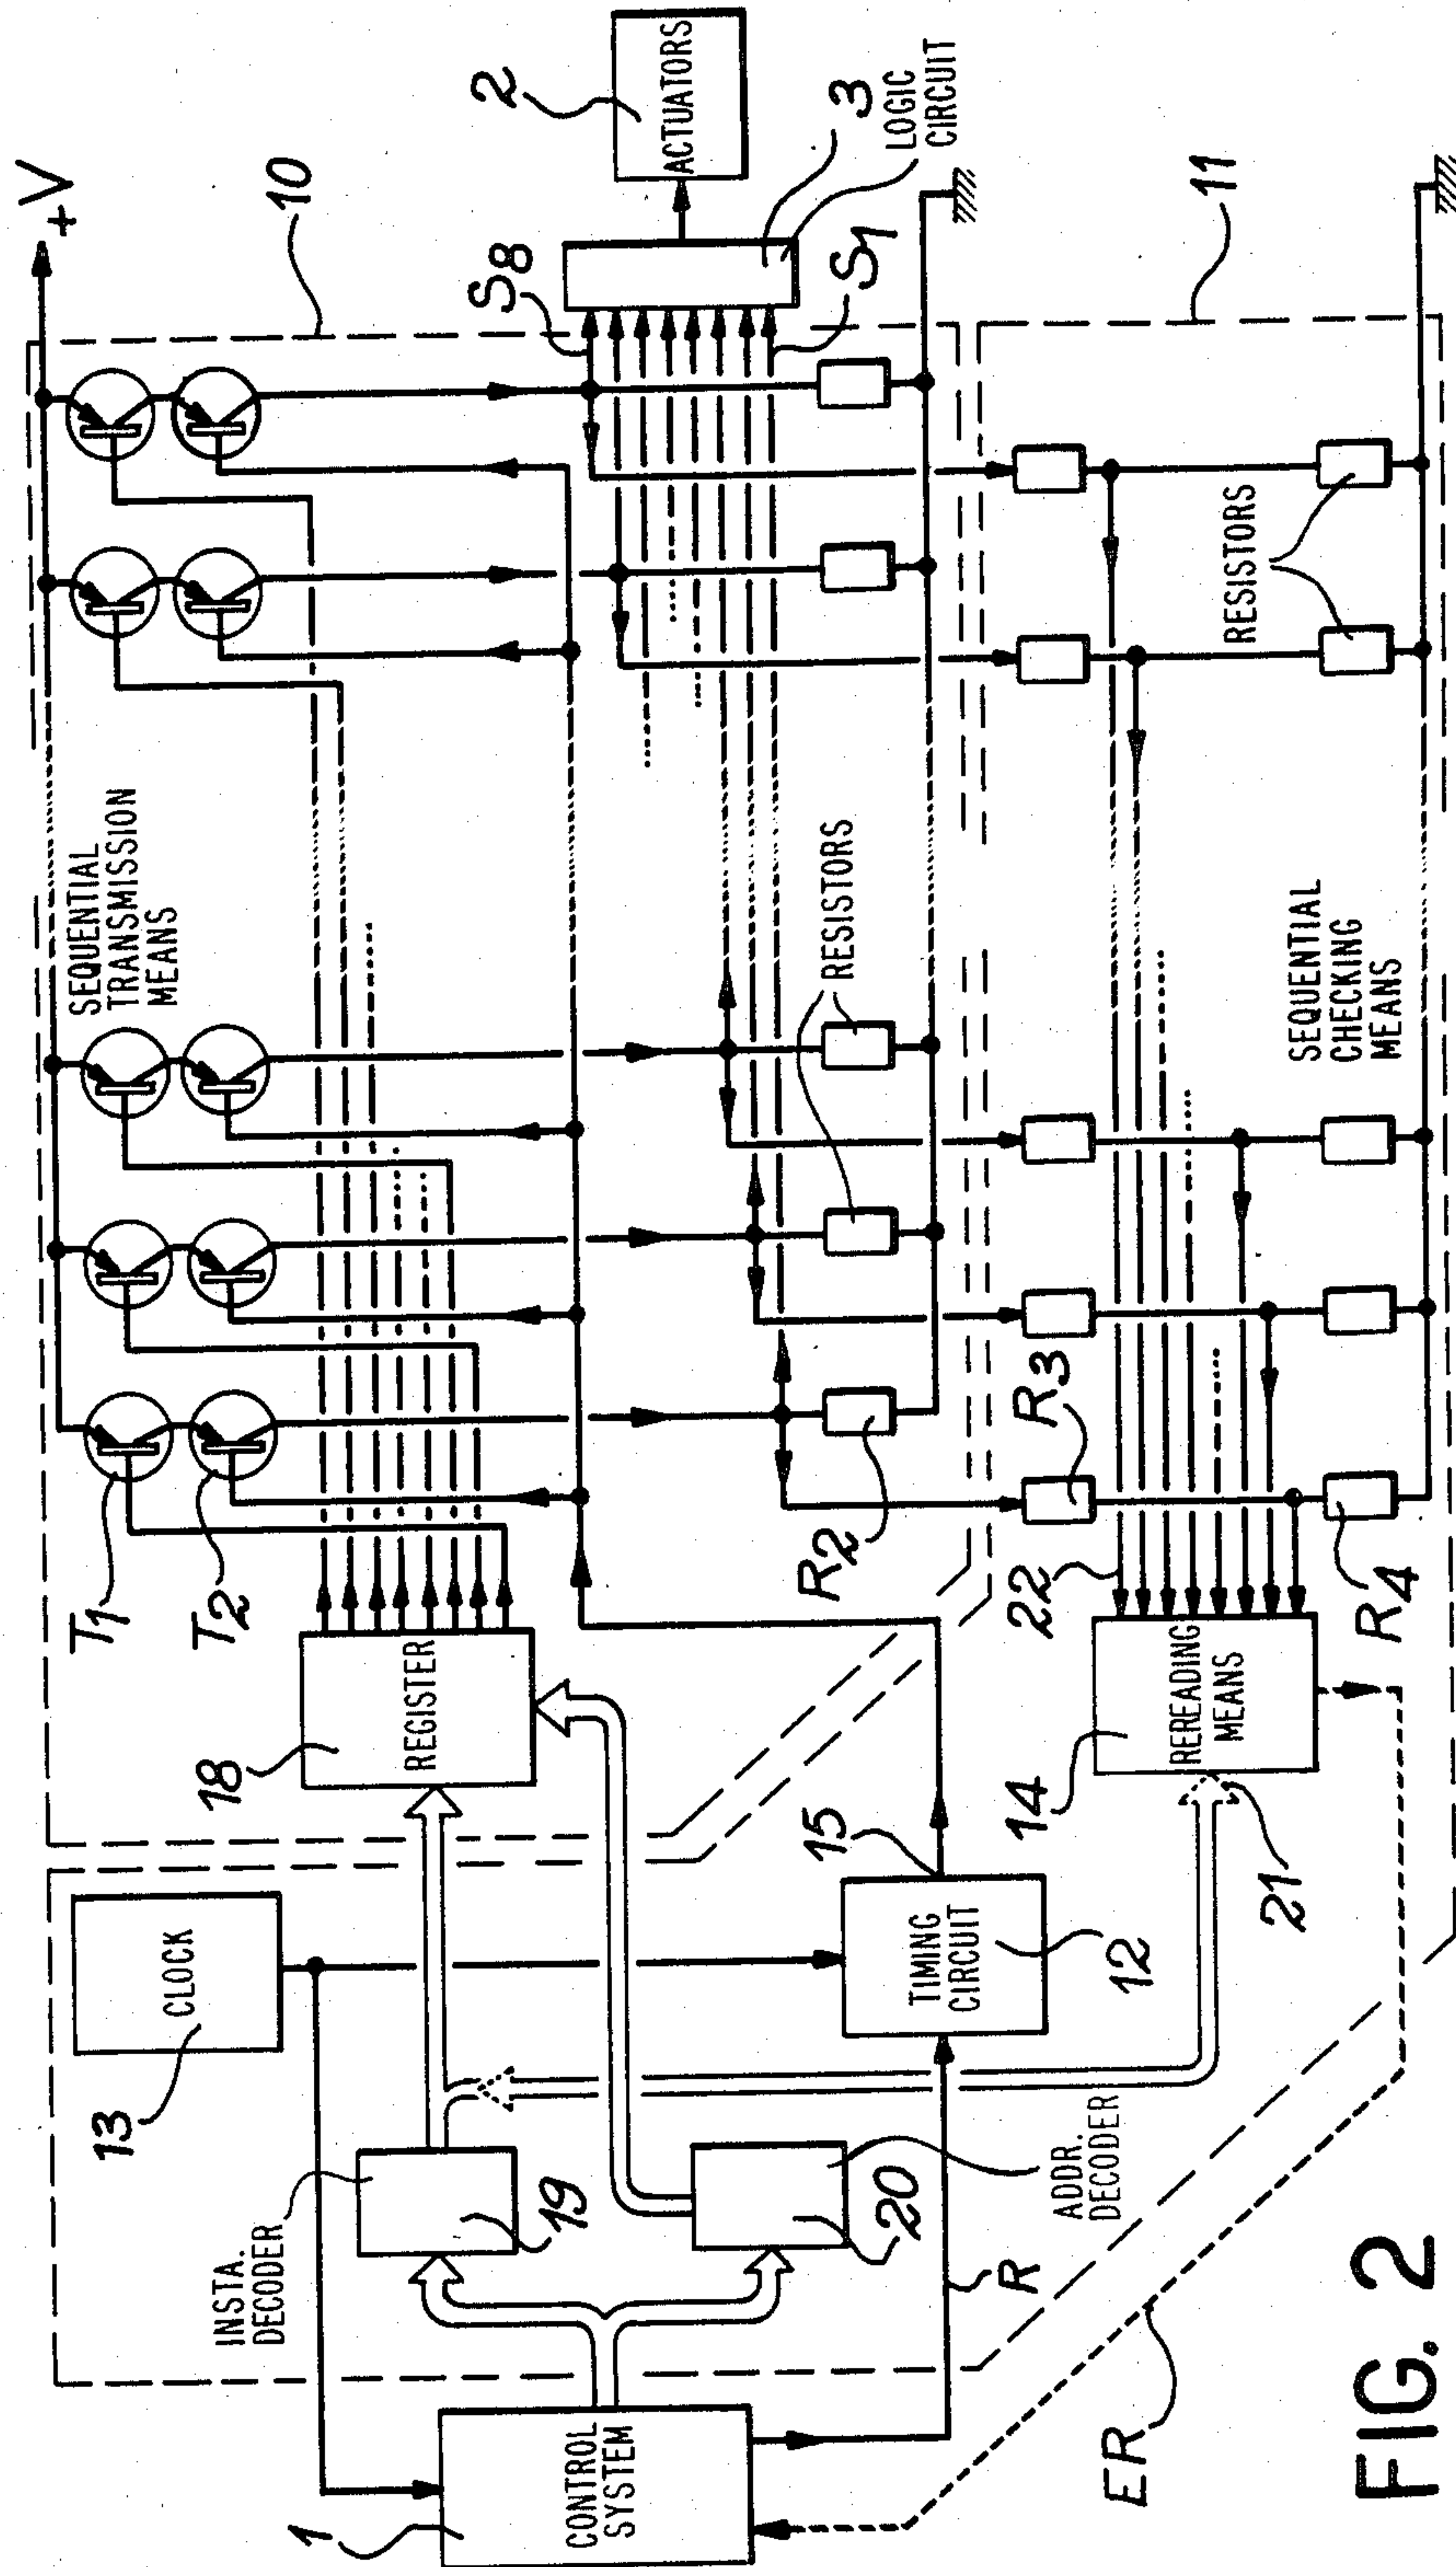 +V
10
2
ACTUATORS
3
LOGIC
CIRCUIT
S8
S1
11
SEQUENTIAL
TRANSMISSION
MEANS
RESISTORS
RESISTORS
SEQUENTIAL
CHECKING
MEANS
T1
T2
R2
R3
R4
22
18
REGISTER
14
REREADING
MEANS
21
15
TIMING
CIRCUIT
12
13
CLOCK
INSTA.
DECODER
19
20
ADDR.
DECODER
R
ER
1
CONTROL
SYSTEM
FIG. 2